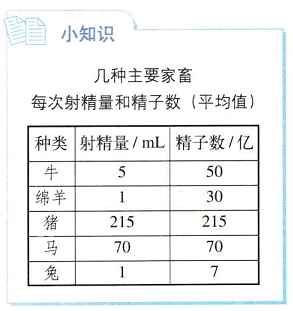 小知识
几种主要家畜
每次射精量和精子数（平均值）
种类 射精量/mL 精子数/亿
牛 5 50
绵羊 1 30
猪 215 215
马 70 70
兔 1 7